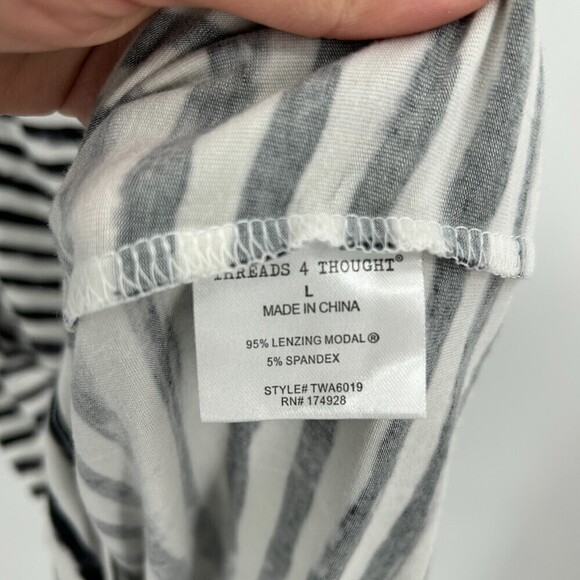 THREADS 4 THOUGHT®
L
MADE IN CHINA
95% LENZING MODAL®
5% SPANDEX
STYLE# TWA6019
RN# 174928